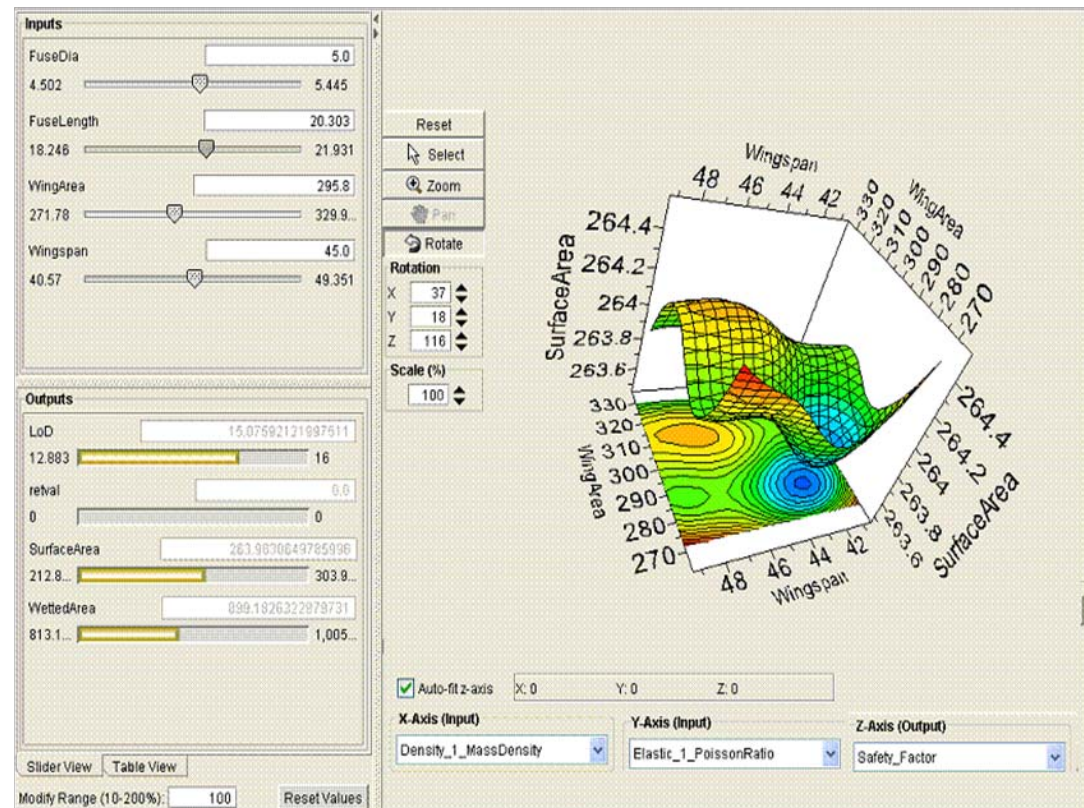 Inputs
FuseDia
5.0
4.502 5.445
FuseLength
20.303
18.246 21.931
WingArea
295.8
271.78 329.9...
Wingspan
45.0
40.57 49.351
Outputs
LoD
15.07592121997511
12.883 16
retval
0.0
0 0
SurfaceArea
212.8... 303.9...
WettedArea
813.1... 1,005...
Slider View Table View
Modify Range (10-200%): 100 Reset Values
Reset
Select
Zoom
Pan
Rotate
Rotation
X 37
Y 18
Z 116
Scale (%)
100
Wingspan
48 46 44 42
WingArea
330 320 310 300 290 280 270
SurfaceArea
264.4
264.2
264
263.8
263.6
WingArea
330
320
310
300
290
280
270
48 46 44 42
Wingspan
264.4
264.2
264
263.8
263.6
SurfaceArea
Auto-fit z-axis X: 0 Y: 0 Z: 0
X-Axis (Input) Y-Axis (Input) Z-Axis (Output)
Density_1_MassDensity Elastic_1_PoissonRatio Safety_Factor